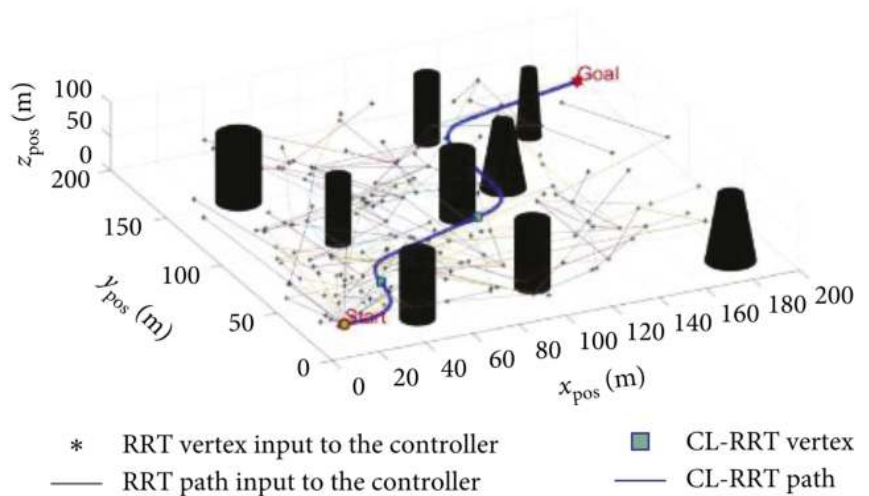 Goal
100
50
0
z_pos (m)
200
150
100
50
0
y_pos (m)
Start
0
20
40
60
80
100
120
140
160
180
200
x_pos (m)
* RRT vertex input to the controller
RRT path input to the controller
CL-RRT vertex
CL-RRT path